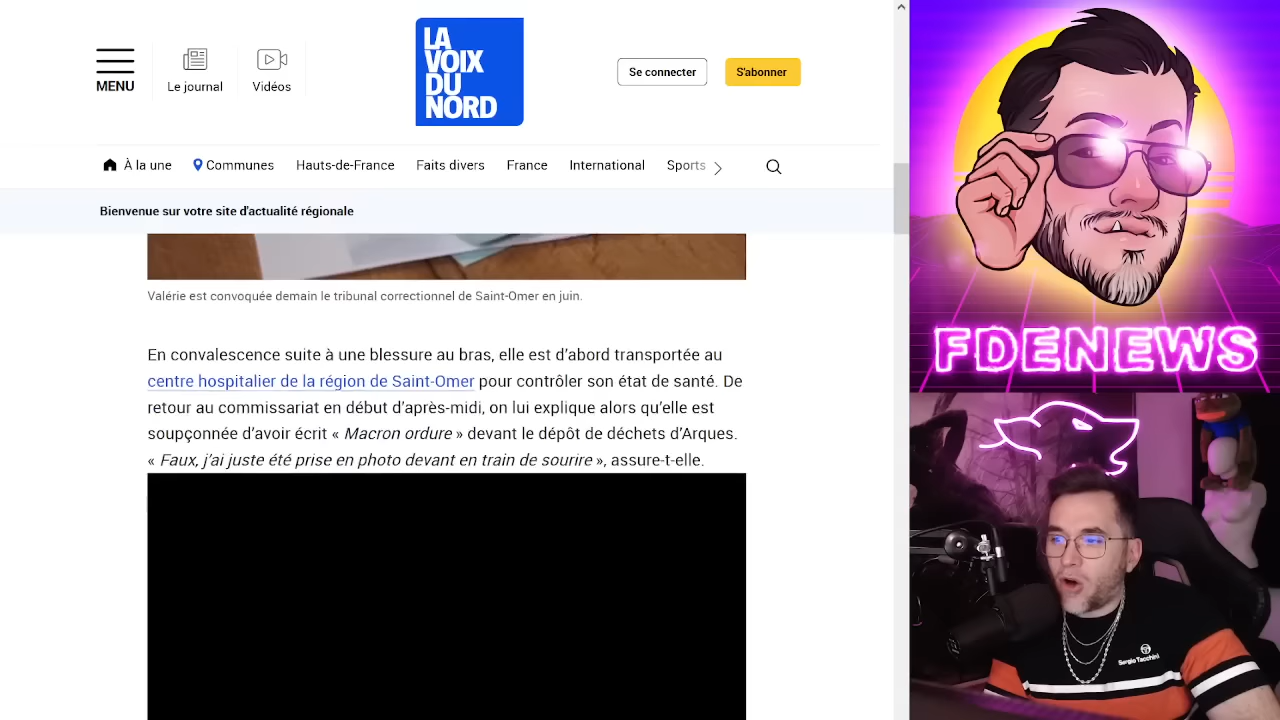 MENU
Le journal
Vidéos
LA
VOIX
DU
NORD
Se connecter
S'abonner
À la une
Communes
Hauts-de-France
Faits divers
France
International
Sports
Bienvenue sur votre site d'actualité régionale
Valérie est convoquée demain le tribunal correctionnel de Saint-Omer en juin.
En convalescence suite à une blessure au bras, elle est d’abord transportée au
centre hospitalier de la région de Saint-Omer pour contrôler son état de santé. De
retour au commissariat en début d’après-midi, on lui explique alors qu’elle est
soupçonnée d’avoir écrit « Macron ordure » devant le dépôt de déchets d’Arques.
« Faux, j’ai juste été prise en photo devant en train de sourire », assure-t-elle.
FDENEWS
Sergio Tacchini